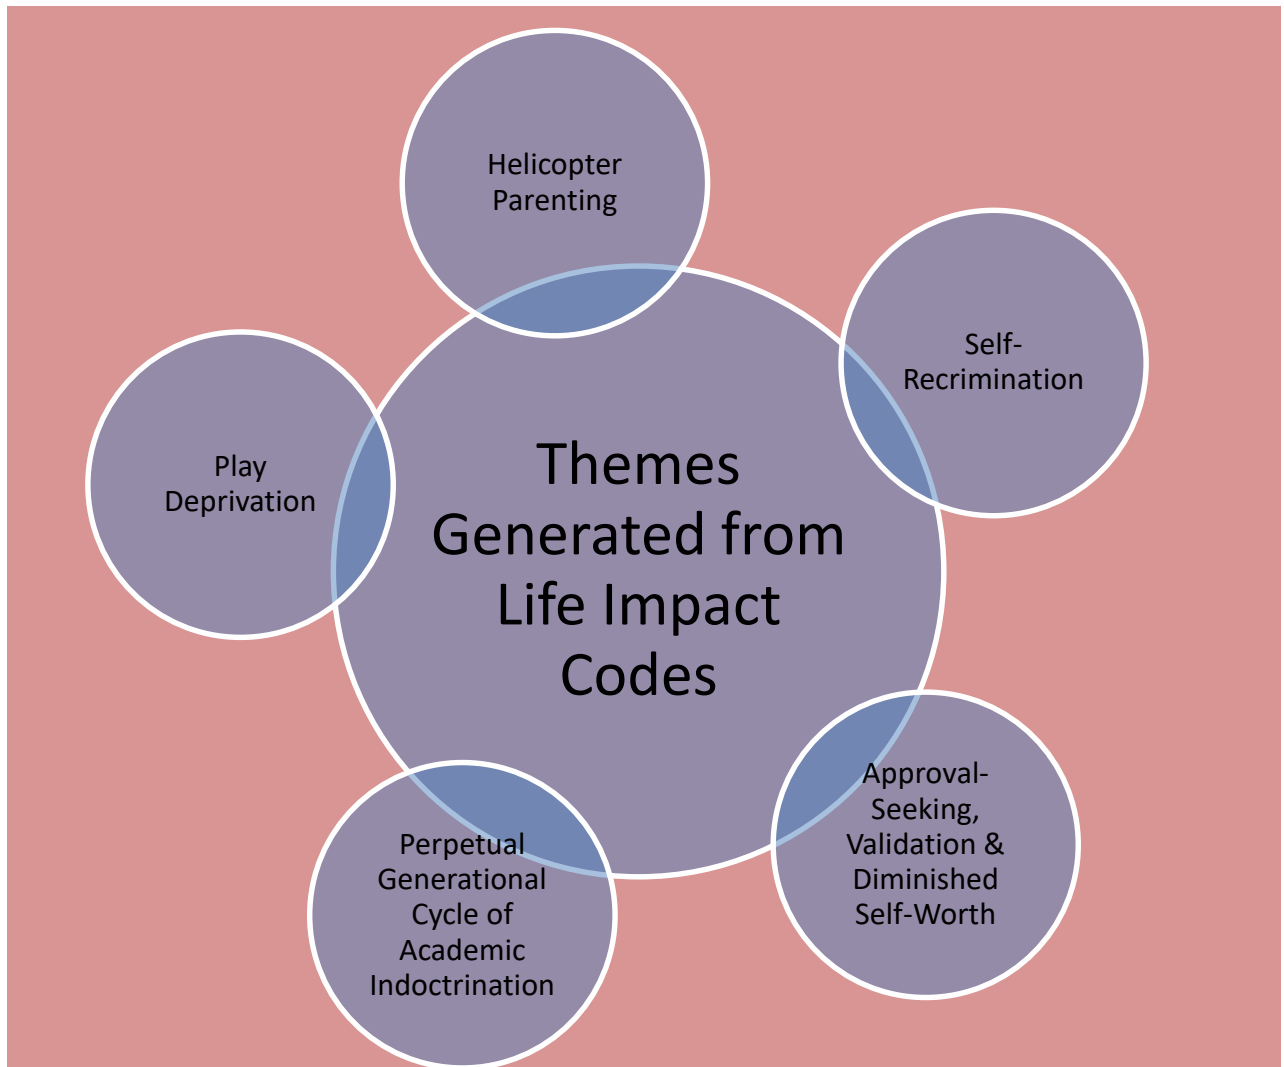 Helicopter
Parenting
Self-
Recrimination
Play
Deprivation
Themes
Generated from
Life Impact
Codes
Approval-
Seeking,
Validation &
Diminished
Self-Worth
Perpetual
Generational
Cycle of
Academic
Indoctrination